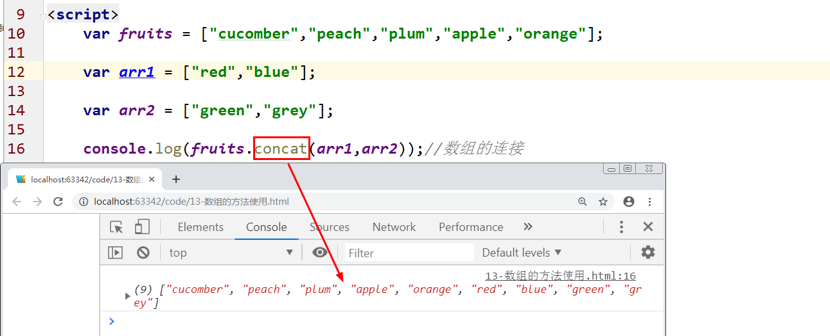 9 <script>
10 var fruits = ["cucomber","peach","plum","apple","orange"];
11
12 var arr1 = ["red","blue"];
13
14 var arr2 = ["green","grey"];
15
16 console.log(fruits.concat(arr1,arr2));//数组的连接
localhost:63342/code/13-数组
localhost:63342/code/13-数组的方法使用.html
Elements Console Sources Network Performance »
top Filter Default levels
13-数组的方法使用.html:16
(9) ["cucomber", "peach", "plum", "apple", "orange", "red", "blue", "green", "gr
ey"]